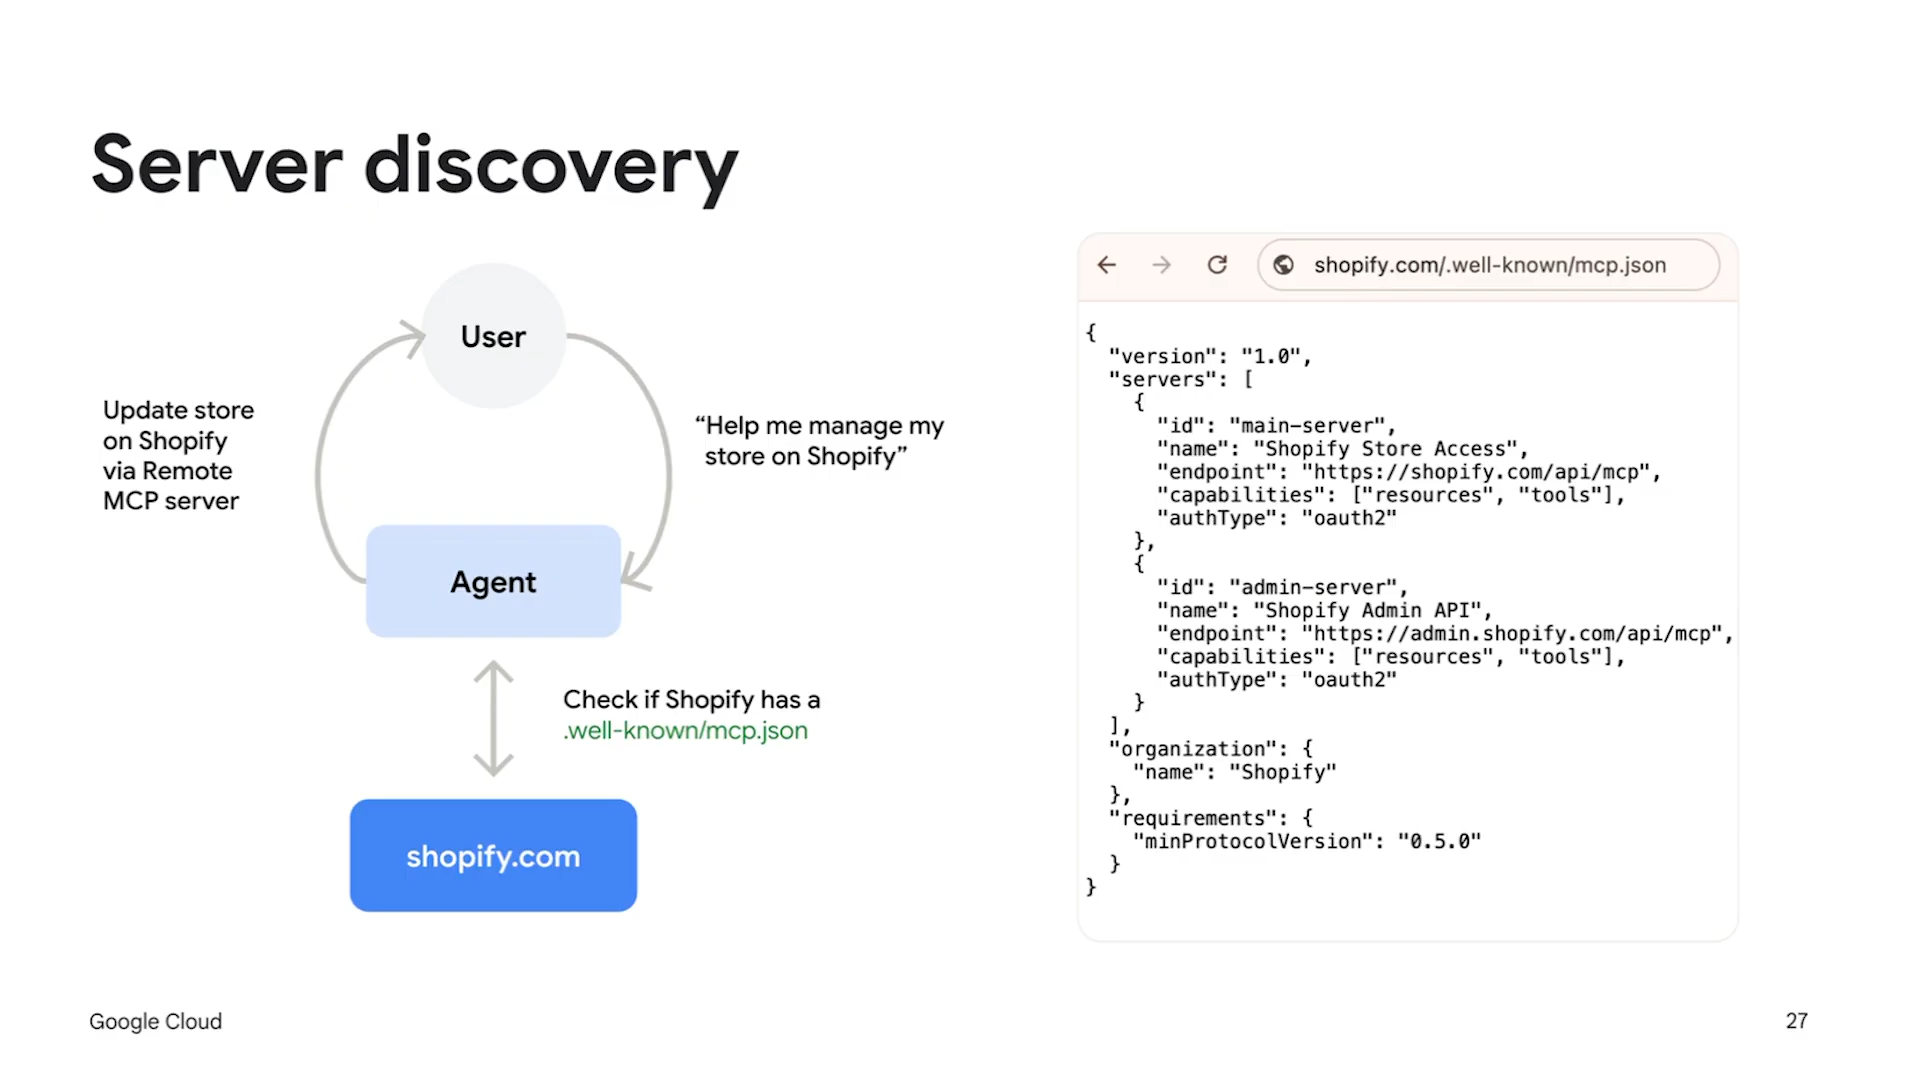 Server discovery
User
Update store
on Shopify
via Remote
MCP server
“Help me manage my
store on Shopify”
Agent
Check if Shopify has a
.well-known/mcp.json
shopify.com
shopify.com/.well-known/mcp.json
{
  "version": "1.0",
  "servers": [
    {
      "id": "main-server",
      "name": "Shopify Store Access",
      "endpoint": "https://shopify.com/api/mcp",
      "capabilities": ["resources", "tools"],
      "authType": "oauth2"
    },
    {
      "id": "admin-server",
      "name": "Shopify Admin API",
      "endpoint": "https://admin.shopify.com/api/mcp",
      "capabilities": ["resources", "tools"],
      "authType": "oauth2"
    }
  ],
  "organization": {
    "name": "Shopify"
  },
  "requirements": {
    "minProtocolVersion": "0.5.0"
  }
}
Google Cloud
27